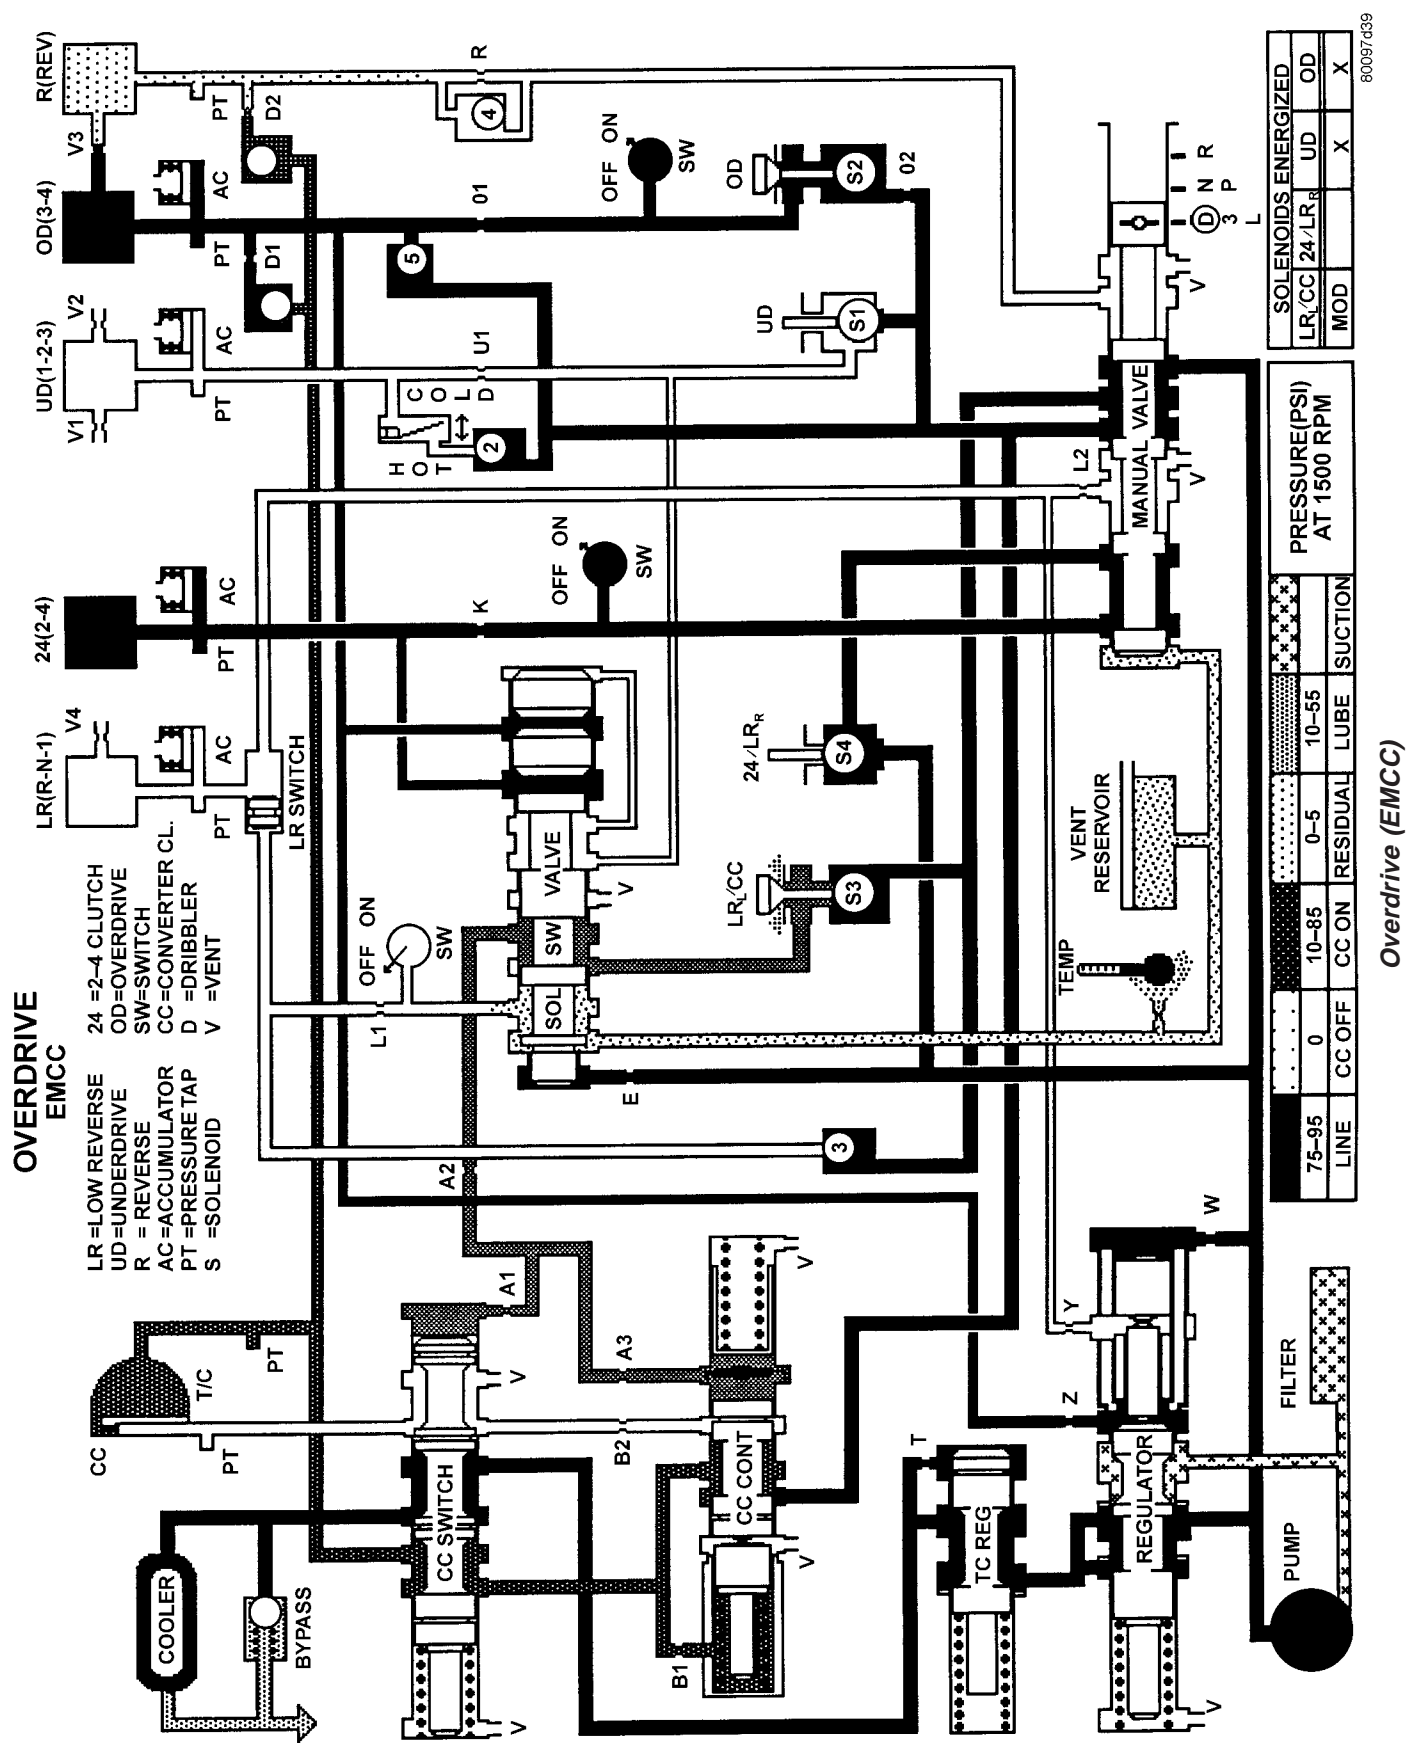 OVERDRIVE
EMCC
LR =LOW REVERSE
UD=UNDERDRIVE
R = REVERSE
AC =ACCUMULATOR
PT =PRESSURE TAP
S =SOLENOID
24 =2–4 CLUTCH
OD=OVERDRIVE
SW=SWITCH
CC=CONVERTER CL.
D =DRIBBLER
V =VENT
LR(R-N-1)
V4
24(2-4)
UD(1-2-3)
V1
V2
OD(3-4)
V3
R(REV)
PT
AC
PT
AC
PT
AC
PT
AC
PT
D1
D2
LR SWITCH
COOLER
BYPASS
CC
T/C
PT
PT
L1
OFF ON
SW
K
OFF ON
SW
HOT
COLD
2
U1
5
01
OFF ON
SW
4
R
CC SWITCH
V
V
A1
A2
A3
B1
B2
CC CONT
V
V
E
SOL
SW
VALVE
V
3
LRL/CC
S3
24/LRR
S4
UD
S1
OD
S2
02
TEMP
VENT
RESERVOIR
T
TC REG
Z
Y
W
REGULATOR
V
L2
MANUAL VALVE
V
V
D N R
3 P
L
PUMP
FILTER
75–95
0
10–85
0–5
10–55
LINE
CC OFF
CC ON
RESIDUAL
LUBE
SUCTION
PRESSURE(PSI)
AT 1500 RPM
SOLENOIDS ENERGIZED
LRL/CC 24/LRR UD OD
MOD X X
80097d39
Overdrive (EMCC)